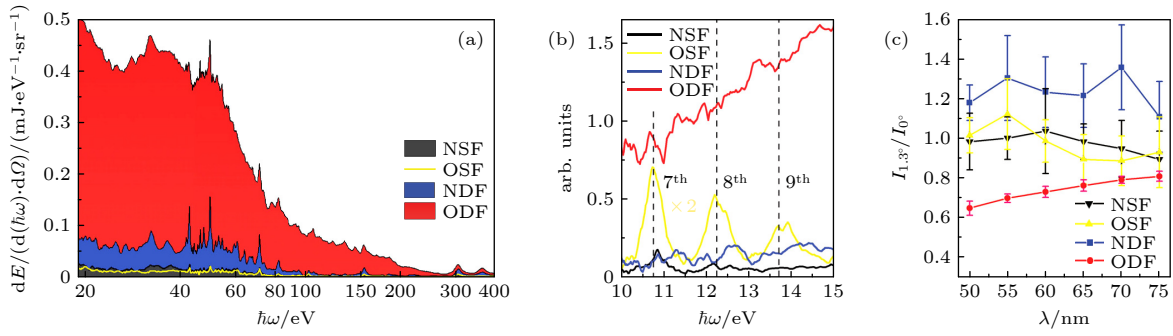 (a)
0.5
0.4
0.3
0.2
0.1
0
dE/(d(ħω)·dΩ)/(mJ·eV⁻¹·sr⁻¹)
NSF
OSF
NDF
ODF
20 40 60 80 100 150 200 300 400
ħω/eV
(b)
NSF
OSF
NDF
ODF
1.5
1.0
0.5
0
arb. units
7th 8th 9th
×2
10 11 12 13 14 15
ħω/eV
(c)
1.6
1.4
1.2
1.0
0.8
0.6
0.4
I1.3°/I0°
NSF
OSF
NDF
ODF
50 55 60 65 70 75
λ/nm